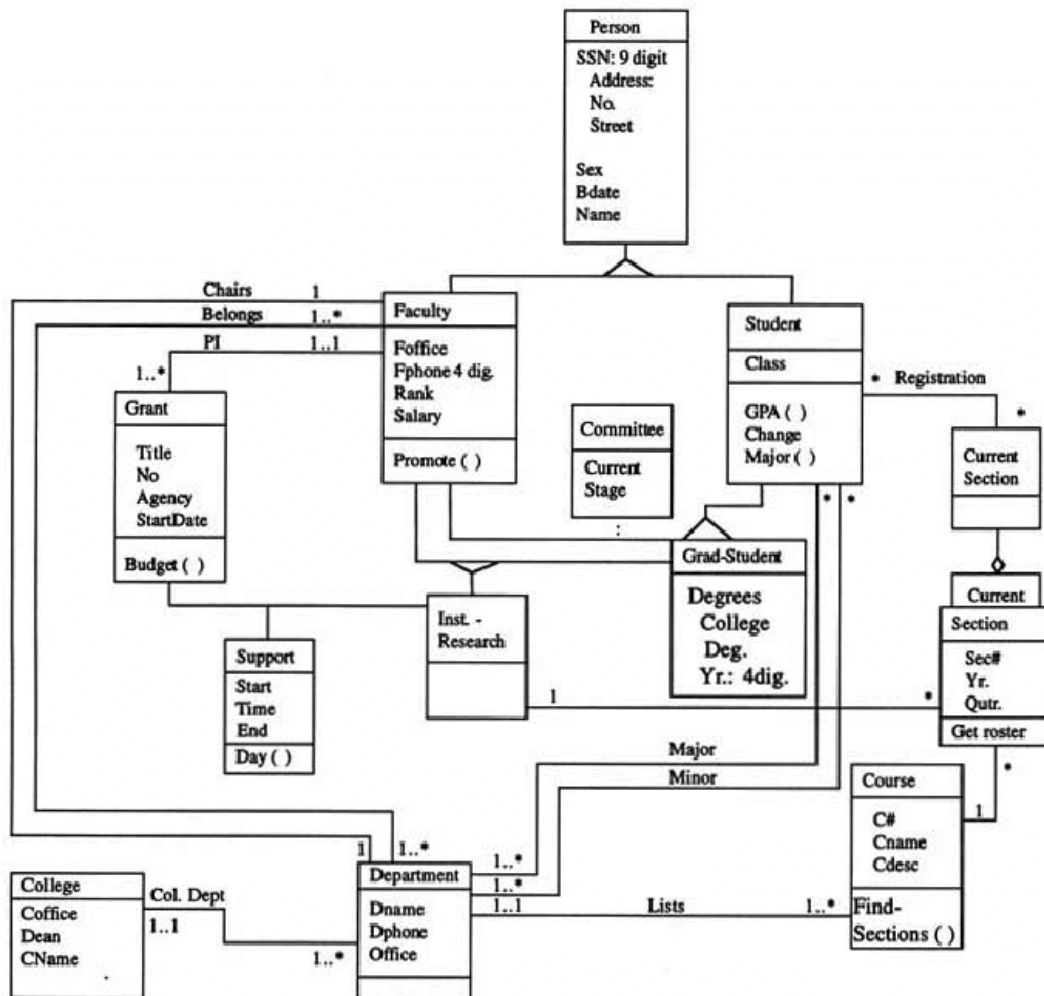 Person
SSN: 9 digit
Address:
No.
Street
Sex
Bdate
Name
Chairs 1
Belongs 1..*
PI 1..1
1..*
Faculty
Foffice
Fphone 4 dig.
Rank
Salary
Promote ( )
Student
Class
GPA ( )
Change
Major ( )
* Registration
*
Grant
Title
No
Agency
StartDate
Budget ( )
Committee
Current
Stage
:
Current
Section
* *
Grad-Student
Degrees
College
Deg.
Yr.: 4dig.
Inst. -
Research
Current
Section
Sec#
Yr.
Qutr.
Get roster
Support
Start
Time
End
Day ( )
1 *
Major
Minor
*
1
Course
C#
Cname
Cdesc
Find-
Sections ( )
1 1..*
1..*
1..*
1..1 Lists 1..*
Department
Dname
Dphone
Office
College
Coffice
Dean
CName
Col. Dept
1..1
1..*